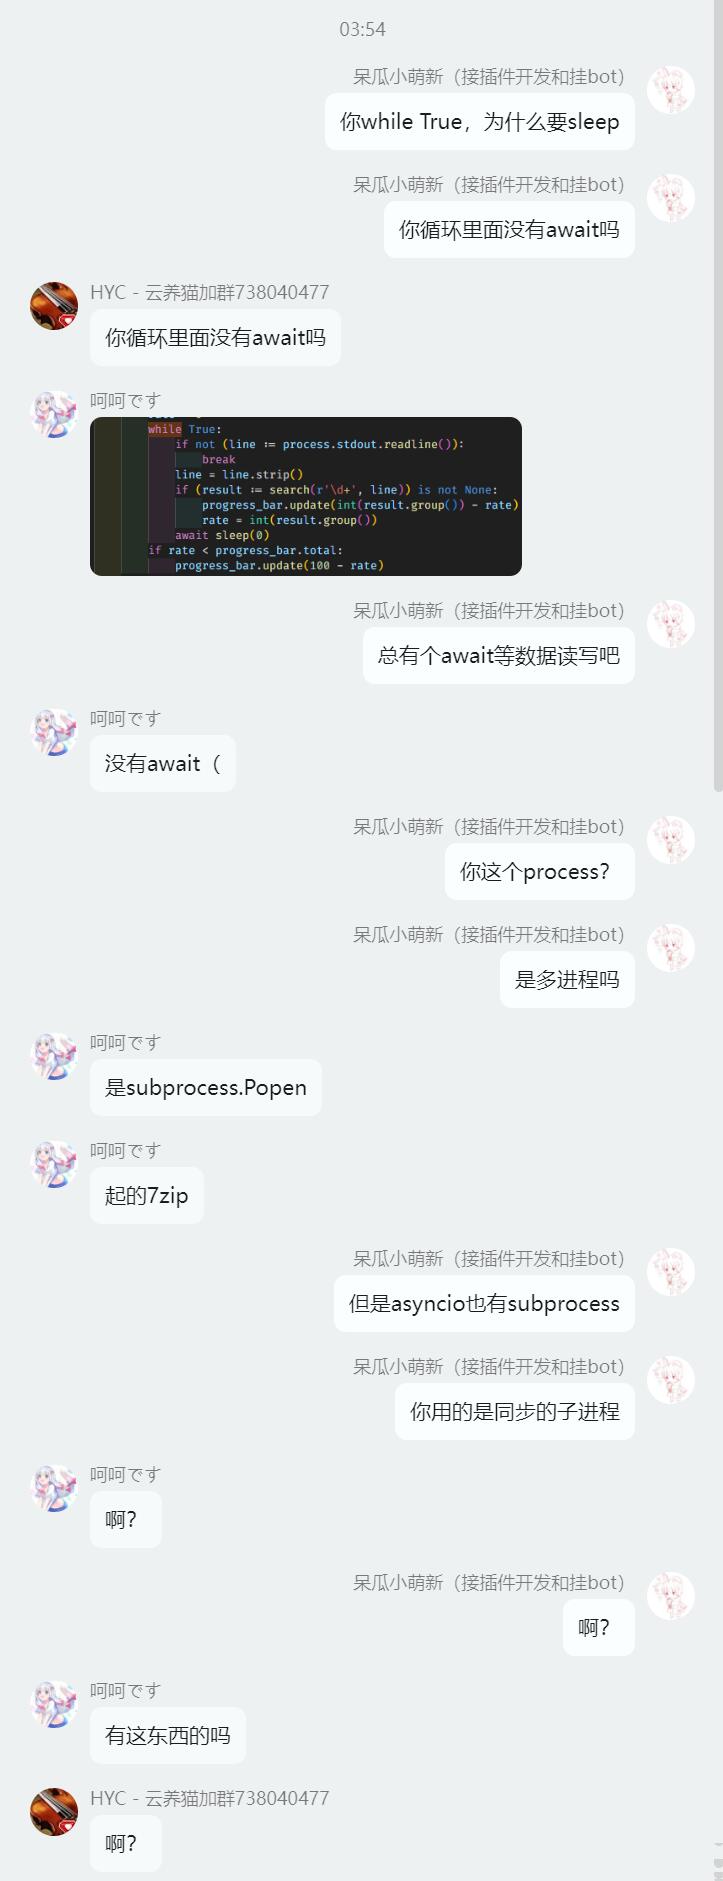 03:54
呆瓜小萌新（接插件开发和挂bot）
你while True，为什么要sleep
呆瓜小萌新（接插件开发和挂bot）
你循环里面没有await吗
HYC - 云养猫加群738040477
你循环里面没有await吗
呵呵です
while True:
if not (line := process.stdout.readline()):
break
line = line.strip()
if (result := search(r'\d+', line)) is not None:
progress_bar.update(int(result.group()) - rate)
rate = int(result.group())
await sleep(0)
if rate < progress_bar.total:
progress_bar.update(100 - rate)
呆瓜小萌新（接插件开发和挂bot）
总有个await等数据读写吧
呵呵です
没有await（
呆瓜小萌新（接插件开发和挂bot）
你这个process？
呆瓜小萌新（接插件开发和挂bot）
是多进程吗
呵呵です
是subprocess.Popen
呵呵です
起的7zip
呆瓜小萌新（接插件开发和挂bot）
但是asyncio也有subprocess
呆瓜小萌新（接插件开发和挂bot）
你用的是同步的子进程
呵呵です
啊？
呆瓜小萌新（接插件开发和挂bot）
啊？
呵呵です
有这东西的吗
HYC - 云养猫加群738040477
啊？